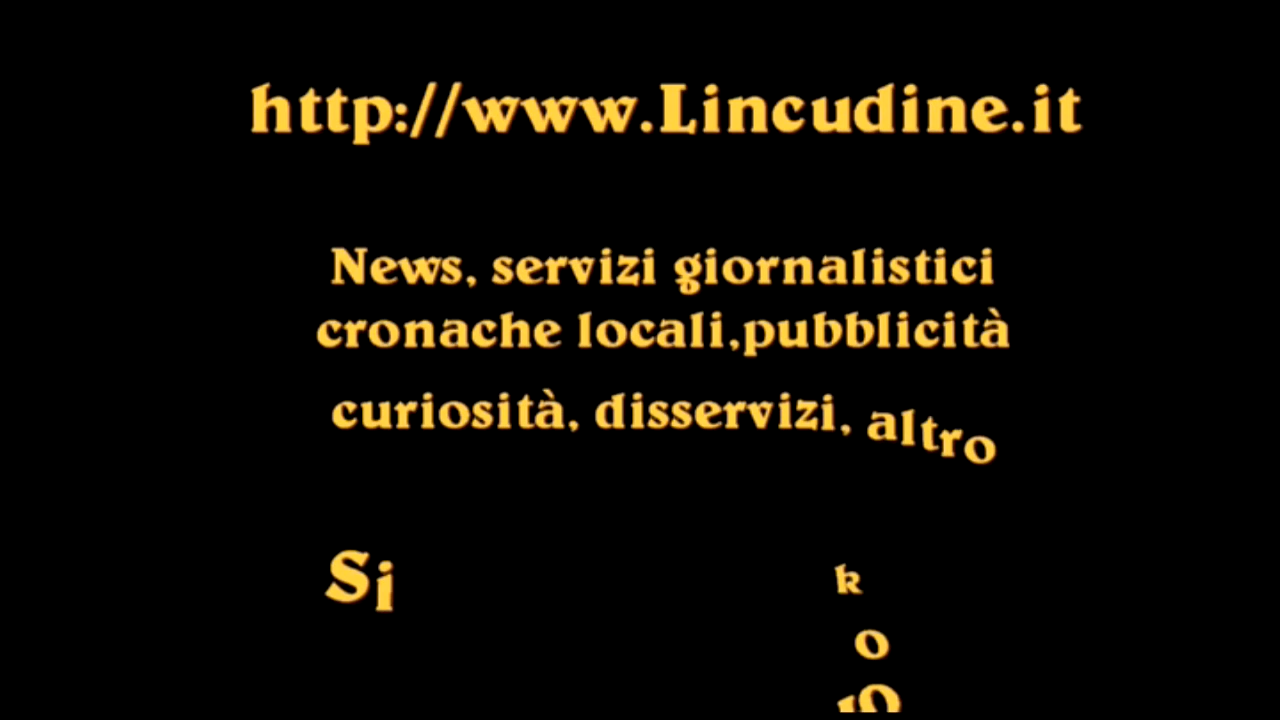 http://www.Lincudine.it
News, servizi giornalistici
cronache locali,pubblicità
curiosità, disservizi, altro
Si
k
o